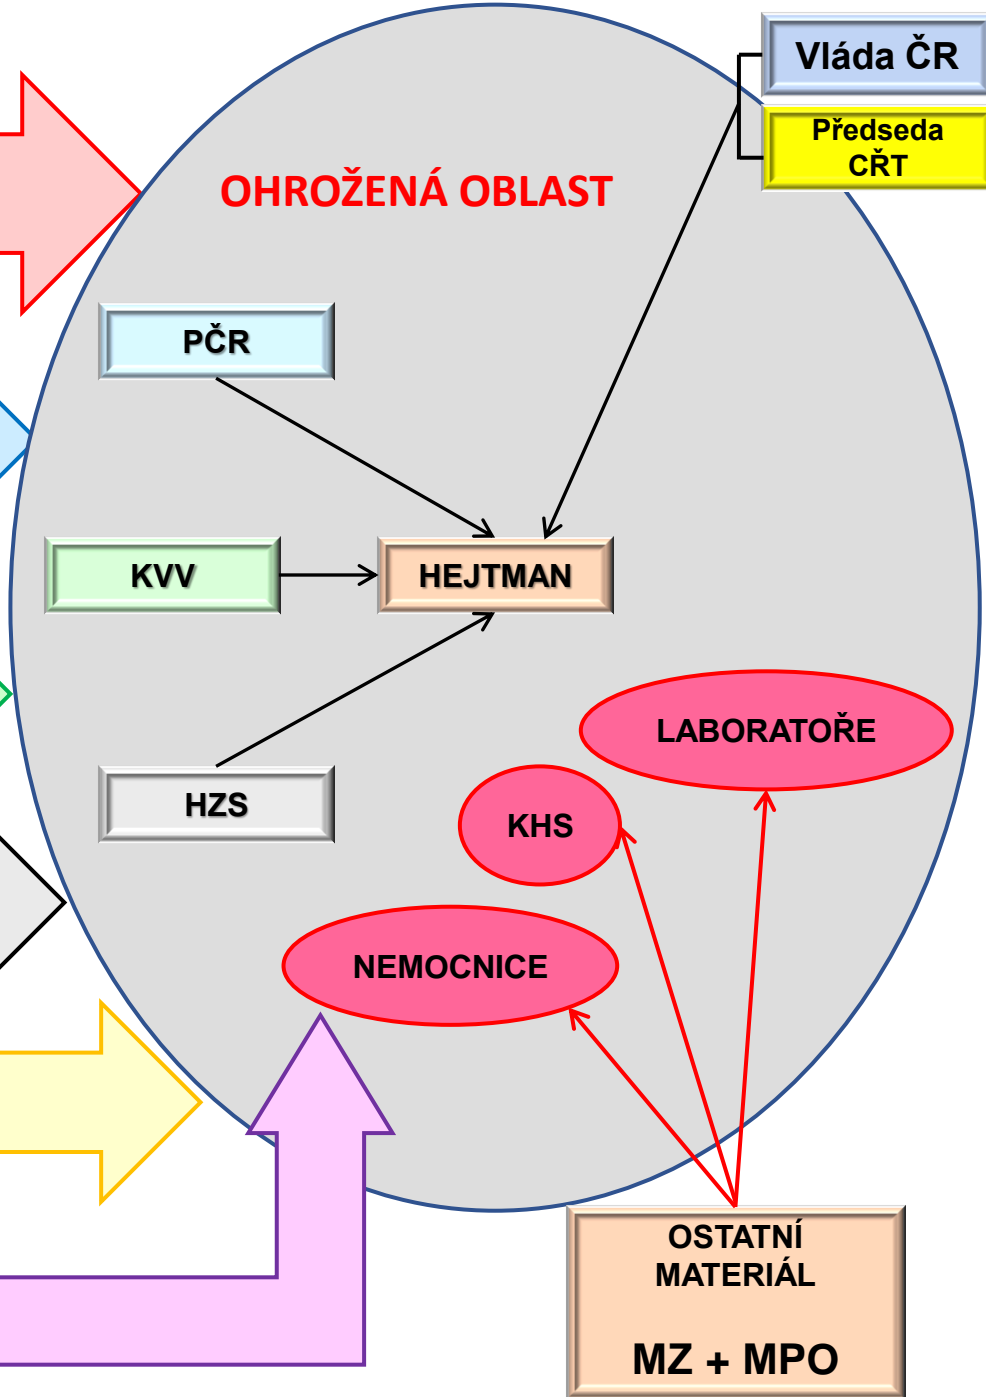 Vláda ČR
Předseda
CŘT
OHROŽENÁ OBLAST
PČR
KVV
HEJTMAN
HZS
LABORATOŘE
KHS
NEMOCNICE
OSTATNÍ
MATERIÁL
MZ + MPO